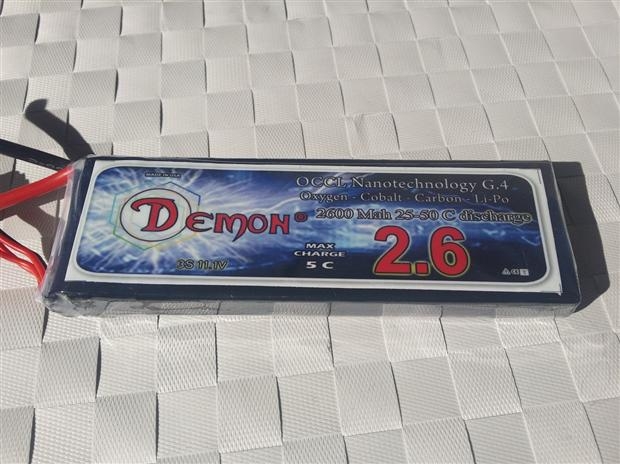 MADE IN USA
OCCL Nanotechnology G.4
Oxygen - Cobalt - Carbon - Li-Po
DEMON®
2600 Mah 25-50 C discharge
MAX
CHARGE
5 C
2.6
3S 11.1V